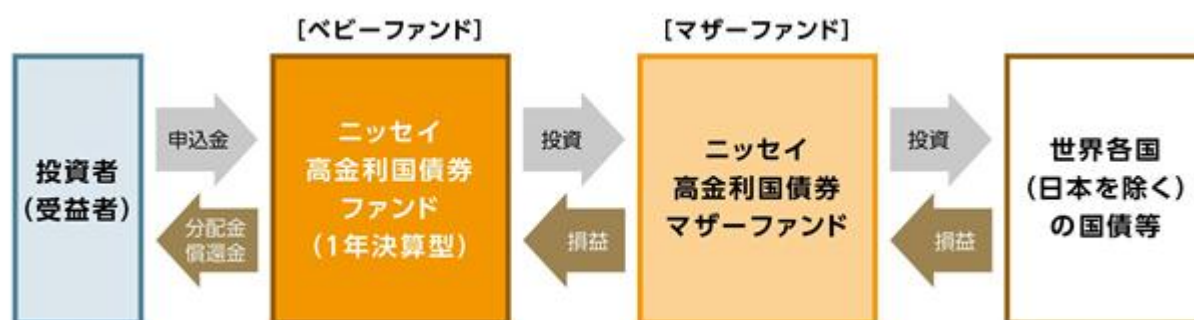 [ベビーファンド]
[マザーファンド]
投資者
(受益者)
申込金
分配金
償還金
ニッセイ
高金利国債券
ファンド
(1年決算型)
投資
損益
ニッセイ
高金利国債券
マザーファンド
投資
損益
世界各国
(日本を除く)
の国債等